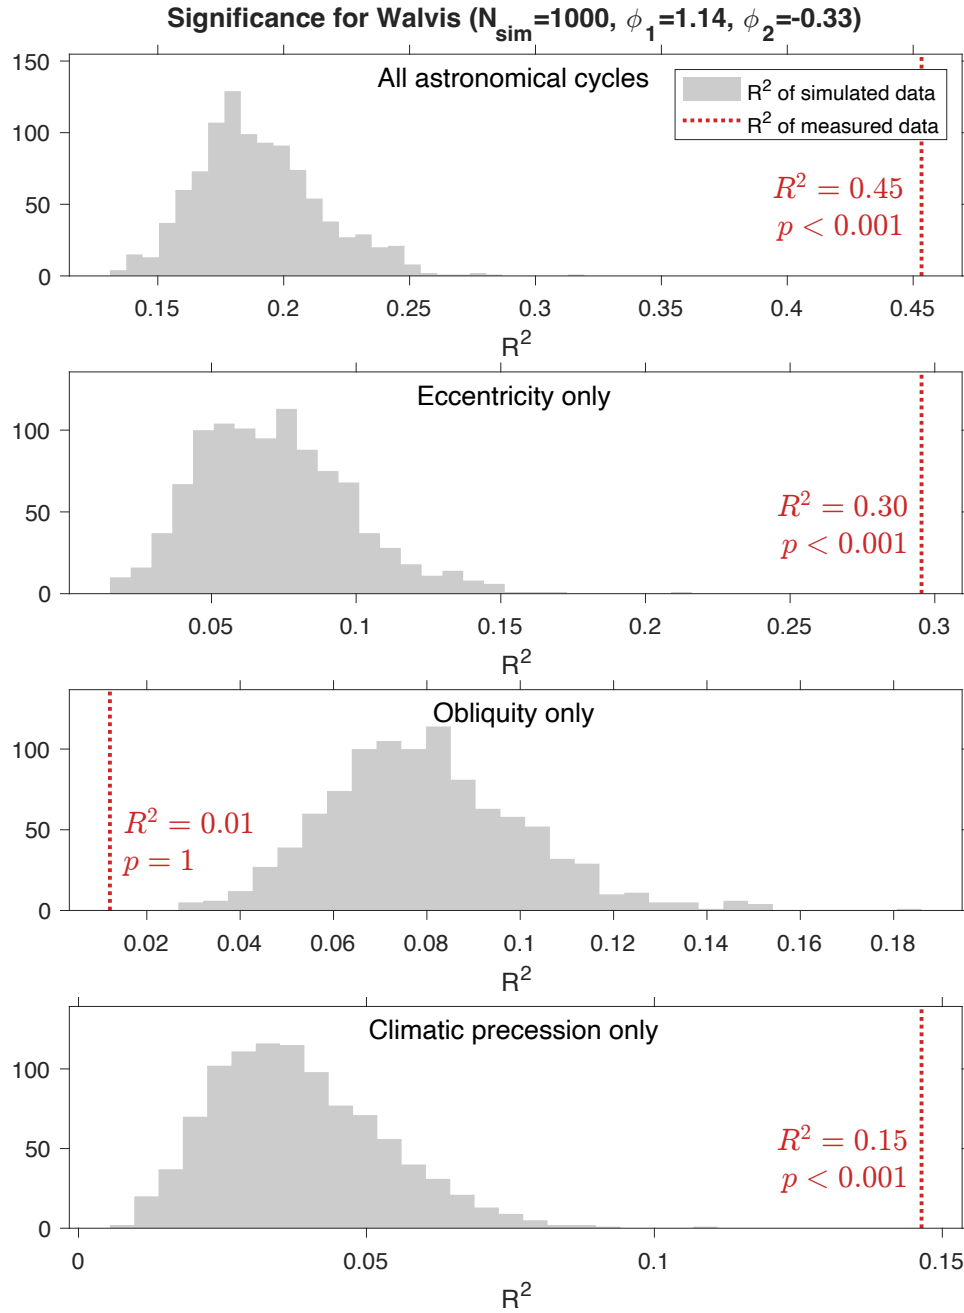 Significance for Walvis (N_sim=1000, ϕ_1=1.14, ϕ_2=-0.33)
150
100
50
0
All astronomical cycles
R² of simulated data
R² of measured data
R² = 0.45
p < 0.001
0.15 0.2 0.25 0.3 0.35 0.4 0.45
R²
100
50
0
Eccentricity only
R² = 0.30
p < 0.001
0.05 0.1 0.15 0.2 0.25 0.3
R²
100
50
0
Obliquity only
R² = 0.01
p = 1
0.02 0.04 0.06 0.08 0.1 0.12 0.14 0.16 0.18
R²
100
50
0
Climatic precession only
R² = 0.15
p < 0.001
0 0.05 0.1 0.15
R²